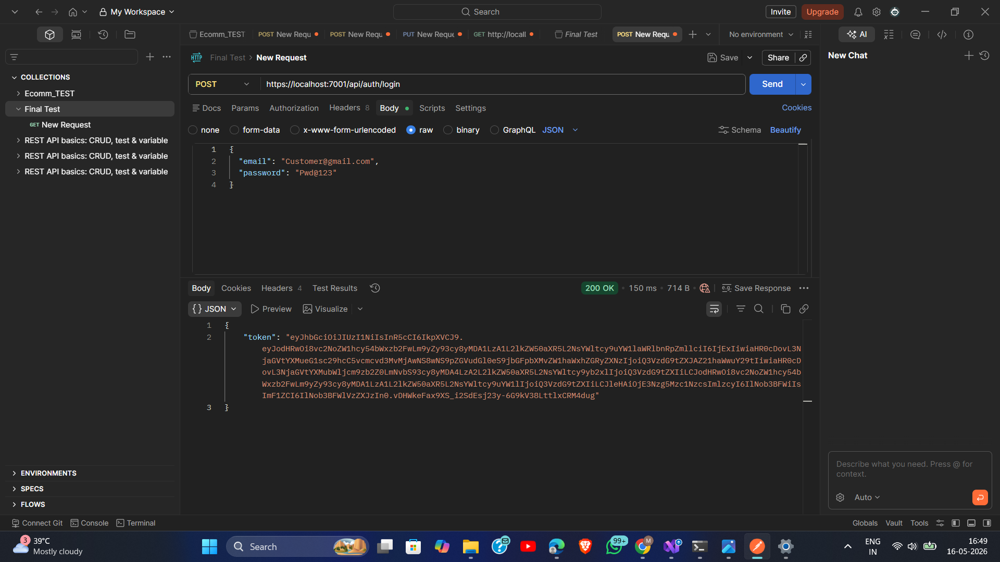 My Workspace
Search
Invite
Upgrade
Ecomm_TEST
POST New Requ
POST New Requ
PUT New Reque
GET http://locall
Final Test
POST New Requ
No environment
AI
Final Test > New Request
Save
Share
New Chat
COLLECTIONS
Ecomm_TEST
Final Test
GET New Request
REST API basics: CRUD, test & variable
REST API basics: CRUD, test & variable
REST API basics: CRUD, test & variable
POST
https://localhost:7001/api/auth/login
Send
Docs Params Authorization Headers 8 Body Scripts Settings
Cookies
none form-data x-www-form-urlencoded raw binary GraphQL JSON
Schema Beautify
1 {
2 "email": "Customer@gmail.com",
3 "password": "Pwd@123"
4 }
Body Cookies Headers 4 Test Results
200 OK • 150 ms • 714 B
e.g. Save Response
{} JSON Preview Visualize
1 {
2 "token": "eyJhbGciOiJIUzI1NiIsInR5cCI6IkpXVCJ9.
eyJodHRwOi8vc2NoZW1hcy54bWxzb2FwLm9yZy93cy8yMDA1LzA1L2lkZW50aXR5L2NsYWltcy9uYW1laWRlbnRpZmllciI6IjExIiwiaHR0cDovL3N
jaGVtYXMueG1sc29hcC5vcmcvd3MvMjAwNS8wNS9pZGVudGl0eS9jbGFpbXMvZW1haWxhZGRyZXNzIjoiQ3VzdG9tZXJAZ21haWwuY29tIiwiaHR0cD
ovL3NjaGVtYXMubWljcm9zb2Z0LmNvbS93cy8yMDA4LzA2L2lkZW50aXR5L2NsYWltcy9yb2xlIjoiQ3VzdG9tZXIiLCJodHRwOi8vc2NoZW1hcy54b
Wxzb2FwLm9yZy93cy8yMDA1LzA1L2lkZW50aXR5L2NsYWltcy9uYW1lIjoiQ3VzdG9tZXIiLCJleHAiOjE3Nzg5Mzc1NzcsImlzcyI6IlNob3BFWiIs
ImF1ZCI6IlNob3BFWlVzZXJzIn0.vDHWkeFax9XS_i2SdEsj23y-6G9kV38LttlxCRM4dug"
3 }
Describe what you need. Press @ for
context.
Auto
ENVIRONMENTS
SPECS
FLOWS
Connect Git Console Terminal
Globals Vault Tools
3
39°C
Mostly cloudy
Search
99+
M
ENG
IN
16:49
16-05-2026